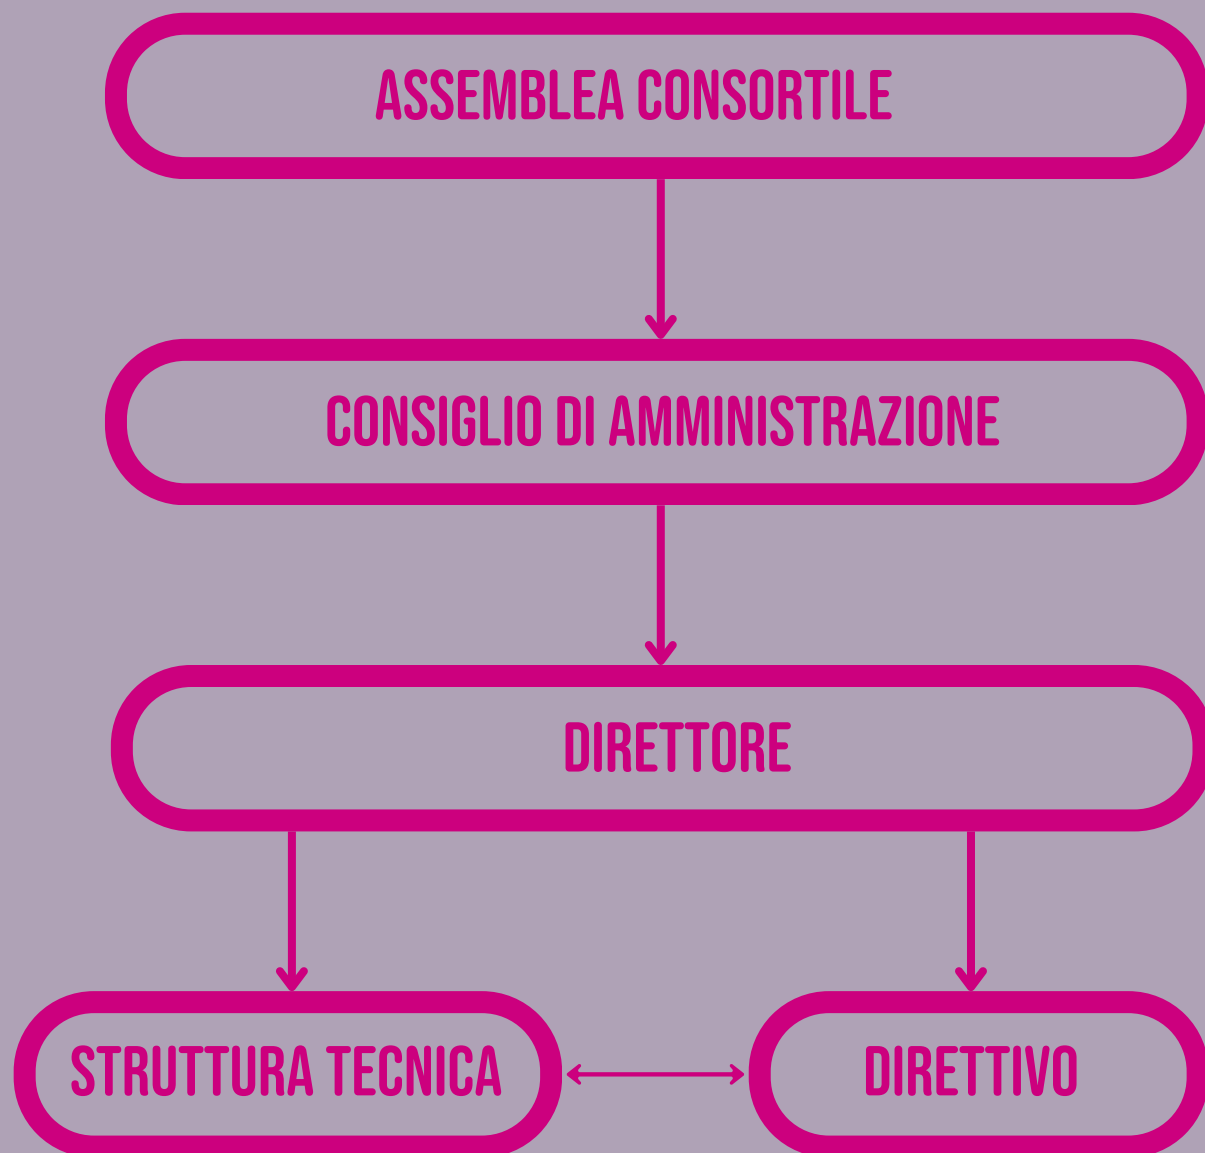 ASSEMBLEA CONSORTILE
CONSIGLIO DI AMMINISTRAZIONE
DIRETTORE
STRUTTURA TECNICA
DIRETTIVO